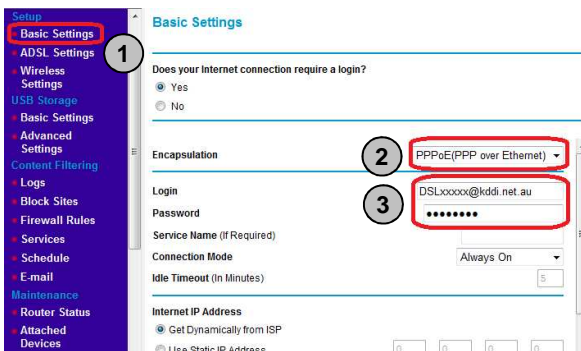 Setup
Basic Settings
ADSL Settings
Wireless
Settings
USB Storage
Basic Settings
Advanced
Settings
Content Filtering
Logs
Block Sites
Firewall Rules
Services
Schedule
E-mail
Maintenance
Router Status
Attached
Devices
1
Basic Settings
Does your Internet connection require a login?
Yes
No
Encapsulation 2 PPPoE(PPP over Ethernet)
Login DSLxxxxx@kddi.net.au
3
Password ●●●●●●●●
Service Name (If Required)
Connection Mode Always On
Idle Timeout (In Minutes) 5
Internet IP Address
Get Dynamically from ISP
Use Static IP Address 0 0 0 0